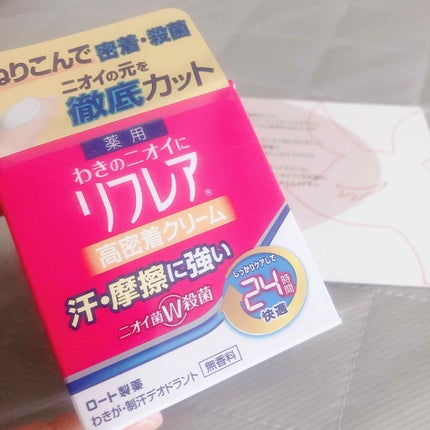 ぬりこんで 密着・殺菌
ニオイの元を
徹底カット
薬用
わきのニオイに
リフレア®
高密着クリーム
汗・摩擦に強い
ニオイ菌W殺菌
しっかりケアして
24時間
快適
無香料
ロート製薬
わきが・制汗デオドラント